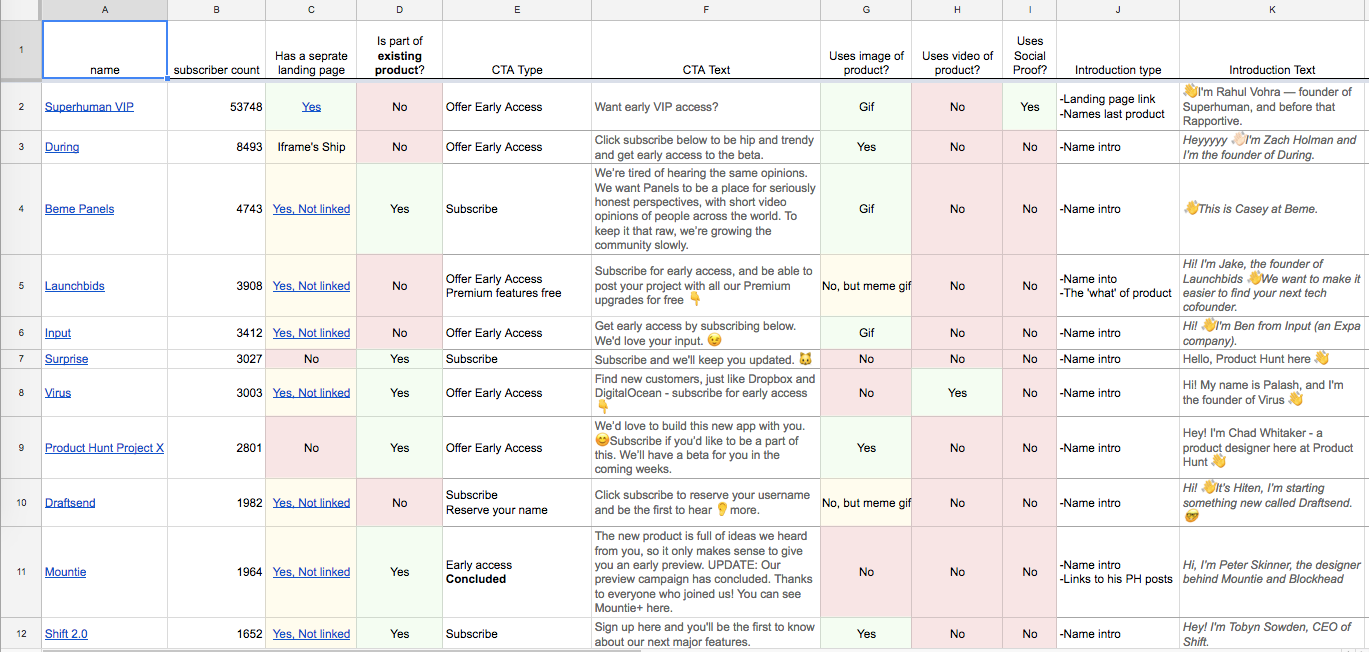 A B C D E F G H I J K
1
name
subscriber count
Has a seprate
landing page
Is part of
existing
product?
CTA Type
CTA Text
Uses image of
product?
Uses video of
product?
Uses
Social
Proof?
Introduction type
Introduction Text
2
Superhuman VIP
53748
Yes
No
Offer Early Access
Want early VIP access?
Gif
No
Yes
-Landing page link
-Names last product
👋I'm Rahul Vohra — founder of
Superhuman, and before that
Rapportive.
3
During
8493
Iframe's Ship
No
Offer Early Access
Click subscribe below to be hip and trendy
and get early access to the beta.
Yes
No
No
-Name intro
Heyyyyy 👋🏻I'm Zach Holman and
I'm the founder of During.
4
Beme Panels
4743
Yes, Not linked
Yes
Subscribe
We're tired of hearing the same opinions.
We want Panels to be a place for seriously
honest perspectives, with short video
opinions of people across the world. To
keep it that raw, we're growing the
community slowly.
Gif
No
No
-Name intro
👋This is Casey at Beme.
5
Launchbids
3908
Yes, Not linked
No
Offer Early Access
Premium features free
Subscribe for early access, and be able to
post your project with all our Premium
upgrades for free 👇
No, but meme gif
No
No
-Name into
-The 'what' of product
Hi! I'm Jake, the founder of
Launchbids 👋We want to make it
easier to find your next tech
cofounder.
6
Input
3412
Yes, Not linked
No
Offer Early Access
Get early access by subscribing below.
We'd love your input. 😉
Gif
No
No
-Name intro
Hi! 👋I'm Ben from Input (an Expa
company).
7
Surprise
3027
No
Yes
Subscribe
Subscribe and we'll keep you updated. 😺
No
No
No
-Name intro
Hello, Product Hunt here 👋
8
Virus
3003
Yes, Not linked
Yes
Offer Early Access
Find new customers, just like Dropbox and
DigitalOcean - subscribe for early access
👇
No
Yes
No
-Name intro
Hi! My name is Palash, and I'm
the founder of Virus 👋
9
Product Hunt Project X
2801
No
Yes
Offer Early Access
We'd love to build this new app with you.
😊Subscribe if you'd like to be a part of
this. We'll have a beta for you in the
coming weeks.
Yes
No
No
-Name intro
Hey! I'm Chad Whitaker - a
product designer here at Product
Hunt 👋
10
Draftsend
1982
Yes, Not linked
No
Subscribe
Reserve your name
Click subscribe to reserve your username
and be the first to hear 👂more.
No, but meme gif
No
No
-Name intro
Hi! 👋It's Hiten, I'm starting
something new called Draftsend.
🤓
11
Mountie
1964
Yes, Not linked
Yes
Early access
Concluded
The new product is full of ideas we heard
from you, so it only makes sense to give
you an early preview. UPDATE: Our
preview campaign has concluded. Thanks
to everyone who joined us! You can see
Mountie+ here.
No
No
No
-Name intro
-Links to his PH posts
Hi, I'm Peter Skinner, the designer
behind Mountie and Blockhead
12
Shift 2.0
1652
Yes, Not linked
Yes
Subscribe
Sign up here and you'll be the first to know
about our next major features.
Yes
No
No
-Name intro
Hey! I'm Tobyn Sowden, CEO of
Shift.